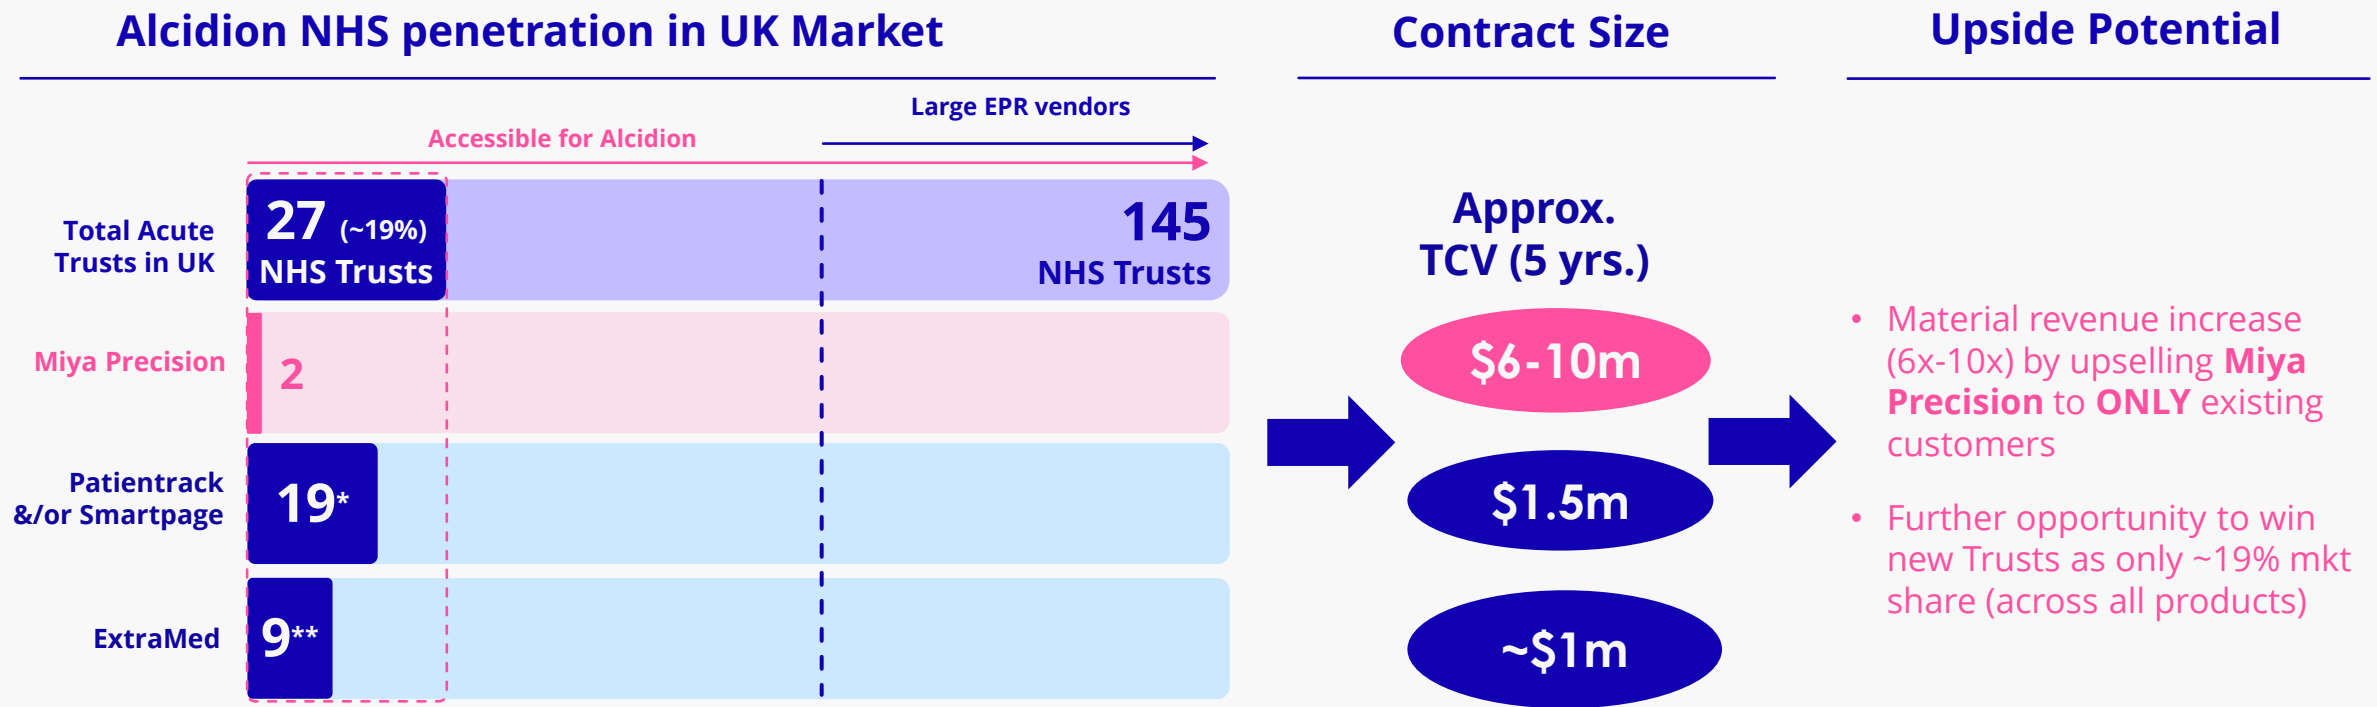 Alcidion NHS penetration in UK Market
Contract Size
Upside Potential
Large EPR vendors
Accessible for Alcidion
Total Acute
Trusts in UK
27 (~19%)
NHS Trusts
145
NHS Trusts
Miya Precision
2
Patientrack
&/or Smartpage
19*
ExtraMed
9**
Approx.
TCV (5 yrs.)
$6-10m
$1.5m
~$1m
• Material revenue increase
(6x-10x) by upselling Miya
Precision to ONLY existing
customers
• Further opportunity to win
new Trusts as only ~19% mkt
share (across all products)